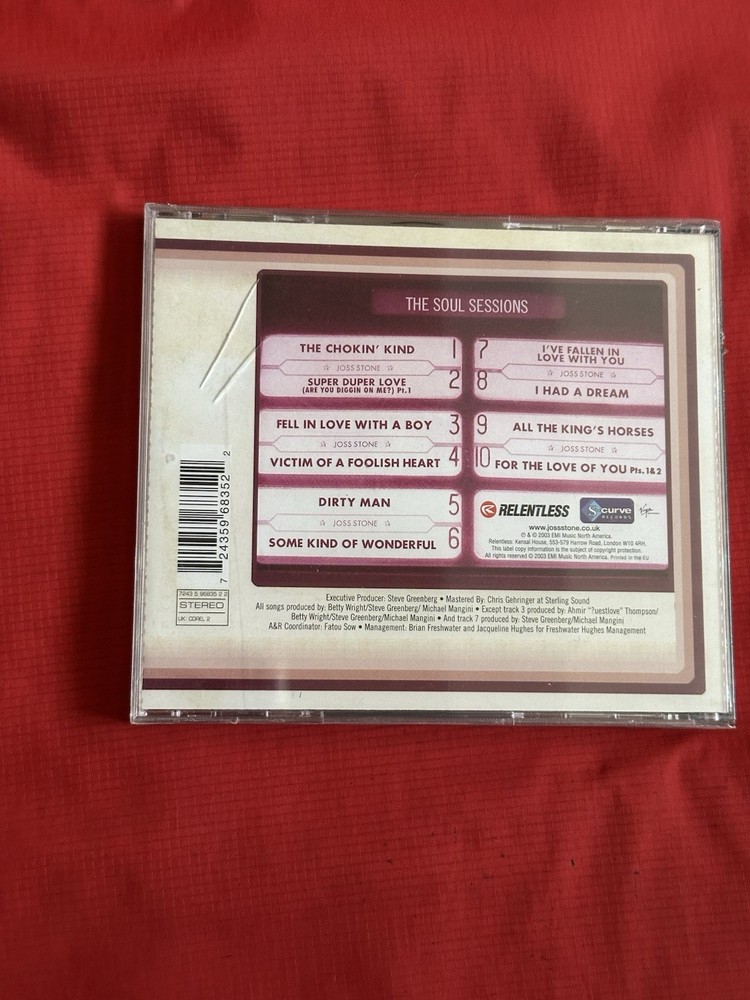 THE SOUL SESSIONS
THE CHOKIN' KIND 1
☆ JOSS STONE ☆
SUPER DUPER LOVE 2
(ARE YOU DIGGIN ON ME?) Pt.1
FELL IN LOVE WITH A BOY 3
☆ JOSS STONE ☆
VICTIM OF A FOOLISH HEART 4
DIRTY MAN 5
☆ JOSS STONE ☆
SOME KIND OF WONDERFUL 6
7 I'VE FALLEN IN
LOVE WITH YOU
☆ JOSS STONE ☆
8 I HAD A DREAM
9 ALL THE KING'S HORSES
☆ JOSS STONE ☆
10 FOR THE LOVE OF YOU Pts. 1&2
RELENTLESS
S curve
RECORDS
Virgin
www.jossstone.co.uk
℗ & © 2003 EMI Music North America.
Relentless: Kensal House, 553-579 Harrow Road, London W10 4RH.
This label copy information is the subject of copyright protection.
All rights reserved © 2003 EMI Music North America. Printed in the EU
7 24359 68352 2
7243 5 96835 2 2
STEREO
UK: CDREL 2
Executive Producer: Steve Greenberg • Mastered By: Chris Gehringer at Sterling Sound
All songs produced by: Betty Wright/Steve Greenberg/ Michael Mangini • Except track 3 produced by: Ahmir "?uestlove" Thompson/
Betty Wright/Steve Greenberg/Michael Mangini • And track 7 produced by: Steve Greenberg/Michael Mangini
A&R Coordinator: Fatou Sow • Management: Brian Freshwater and Jacqueline Hughes for Freshwater Hughes Management